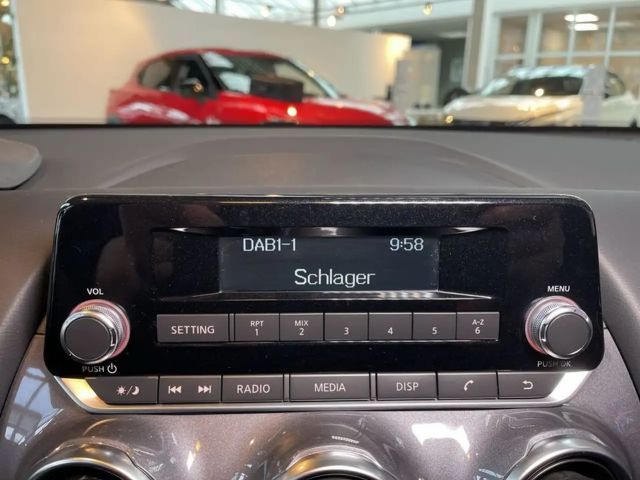 DAB1-1 9:58
Schlager
VOL MENU
SETTING RPT 1 MIX 2 3 4 5 A-Z 6
PUSH PUSH OK
RADIO MEDIA DISP